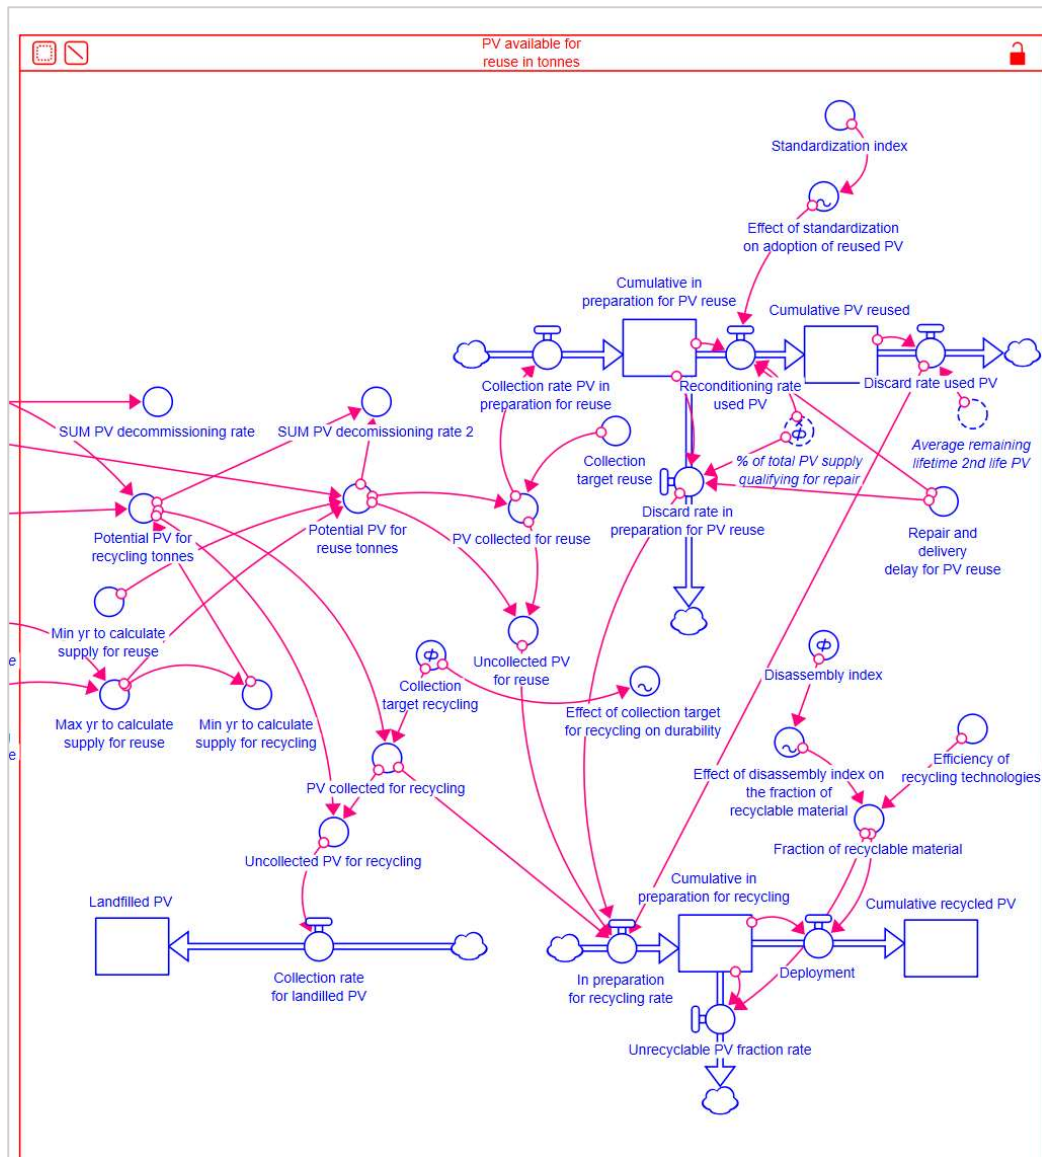 PV available for
reuse in tonnes
Standardization index
Effect of standardization
on adoption of reused PV
Cumulative in
preparation for PV reuse
Cumulative PV reused
Collection rate PV in
preparation for reuse
Reconditioning rate
used PV
Discard rate used PV
SUM PV decommissioning rate
SUM PV decomissioning rate 2
Collection
target reuse
% of total PV supply
qualifying for repair
Average remaining
lifetime 2nd life PV
Potential PV for
recycling tonnes
Potential PV for
reuse tonnes
PV collected for reuse
Discard rate in
preparation for PV reuse
Repair and
delivery
delay for PV reuse
Min yr to calculate
supply for reuse
Uncollected PV
for reuse
e
Max yr to calculate
supply for reuse
Min yr to calculate
supply for recycling
Collection
target recycling
Effect of collection target
for recycling on durability
Disassembly index
e
PV collected for recycling
Effect of disassembly index on
the fraction of
recyclable material
Efficiency of
recycling technologies
Uncollected PV for recycling
Fraction of recyclable material
Landfilled PV
Cumulative in
preparation for recycling
Cumulative recycled PV
Collection rate
for landilled PV
In preparation
for recycling rate
Deployment
Unrecyclable PV fraction rate